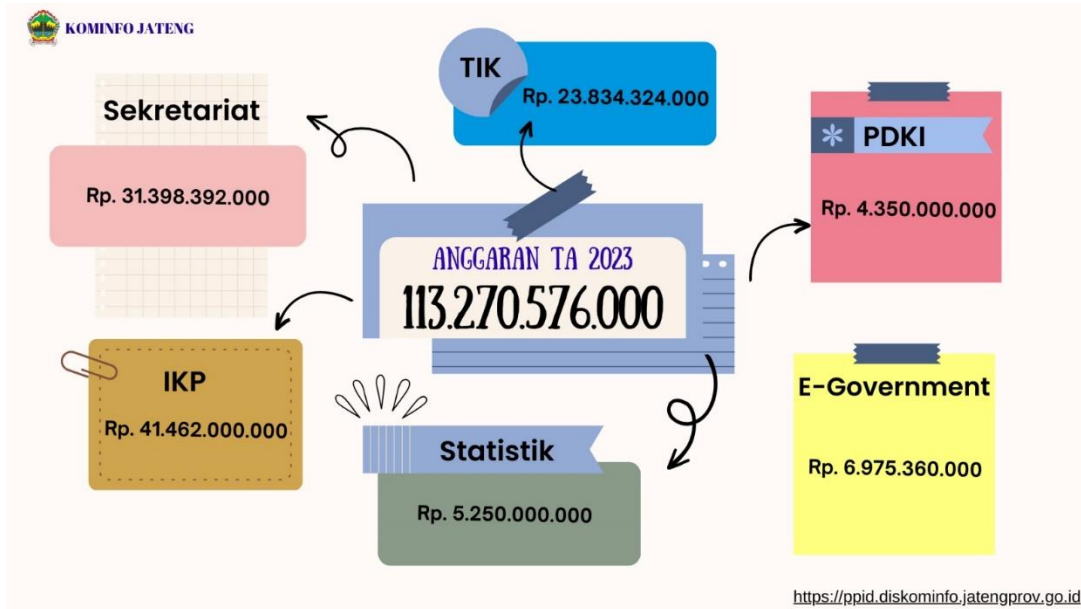 KOMINFO JATENG
TIK
Rp. 23.834.324.000
Sekretariat
Rp. 31.398.392.000
PDKI
Rp. 4.350.000.000
ANGGARAN TA 2023
113.270.576.000
IKP
Rp. 41.462.000.000
E-Government
Rp. 6.975.360.000
Statistik
Rp. 5.250.000.000
https://ppid.diskominfo.jatengprov.go.id